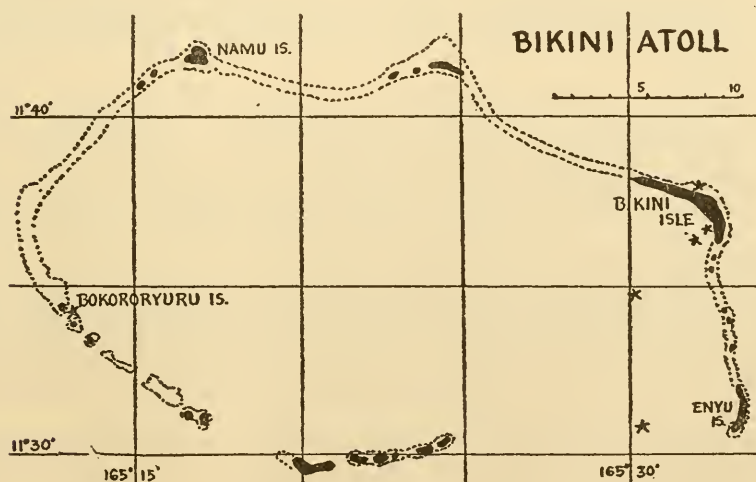 BIKINI ATOLL
NAMU IS.
5 10
11°40'
BIKINI
ISLE
BOKORORYURU IS.
ENYU
IS.
11°30'
165°15'
165°30'